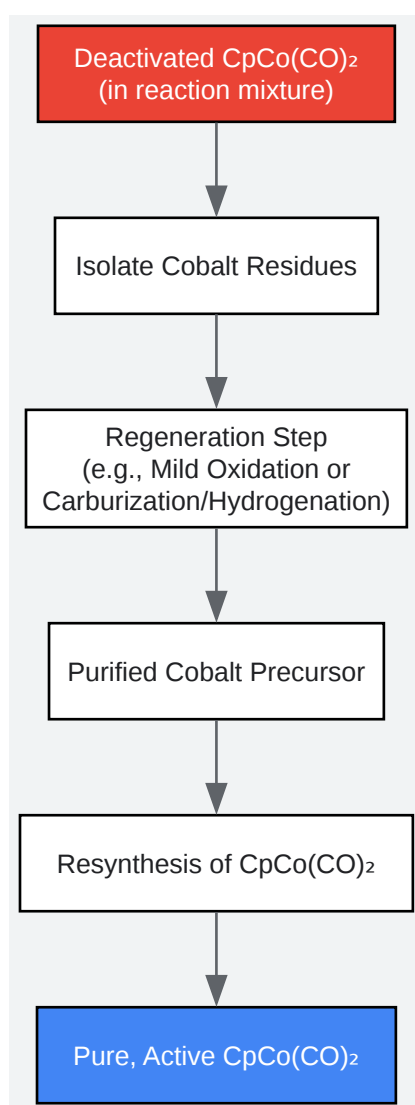 Deactivated CpCo(CO)₂
(in reaction mixture)
Isolate Cobalt Residues
Regeneration Step
(e.g., Mild Oxidation or
Carburization/Hydrogenation)
Purified Cobalt Precursor
Resynthesis of CpCo(CO)₂
Pure, Active CpCo(CO)₂